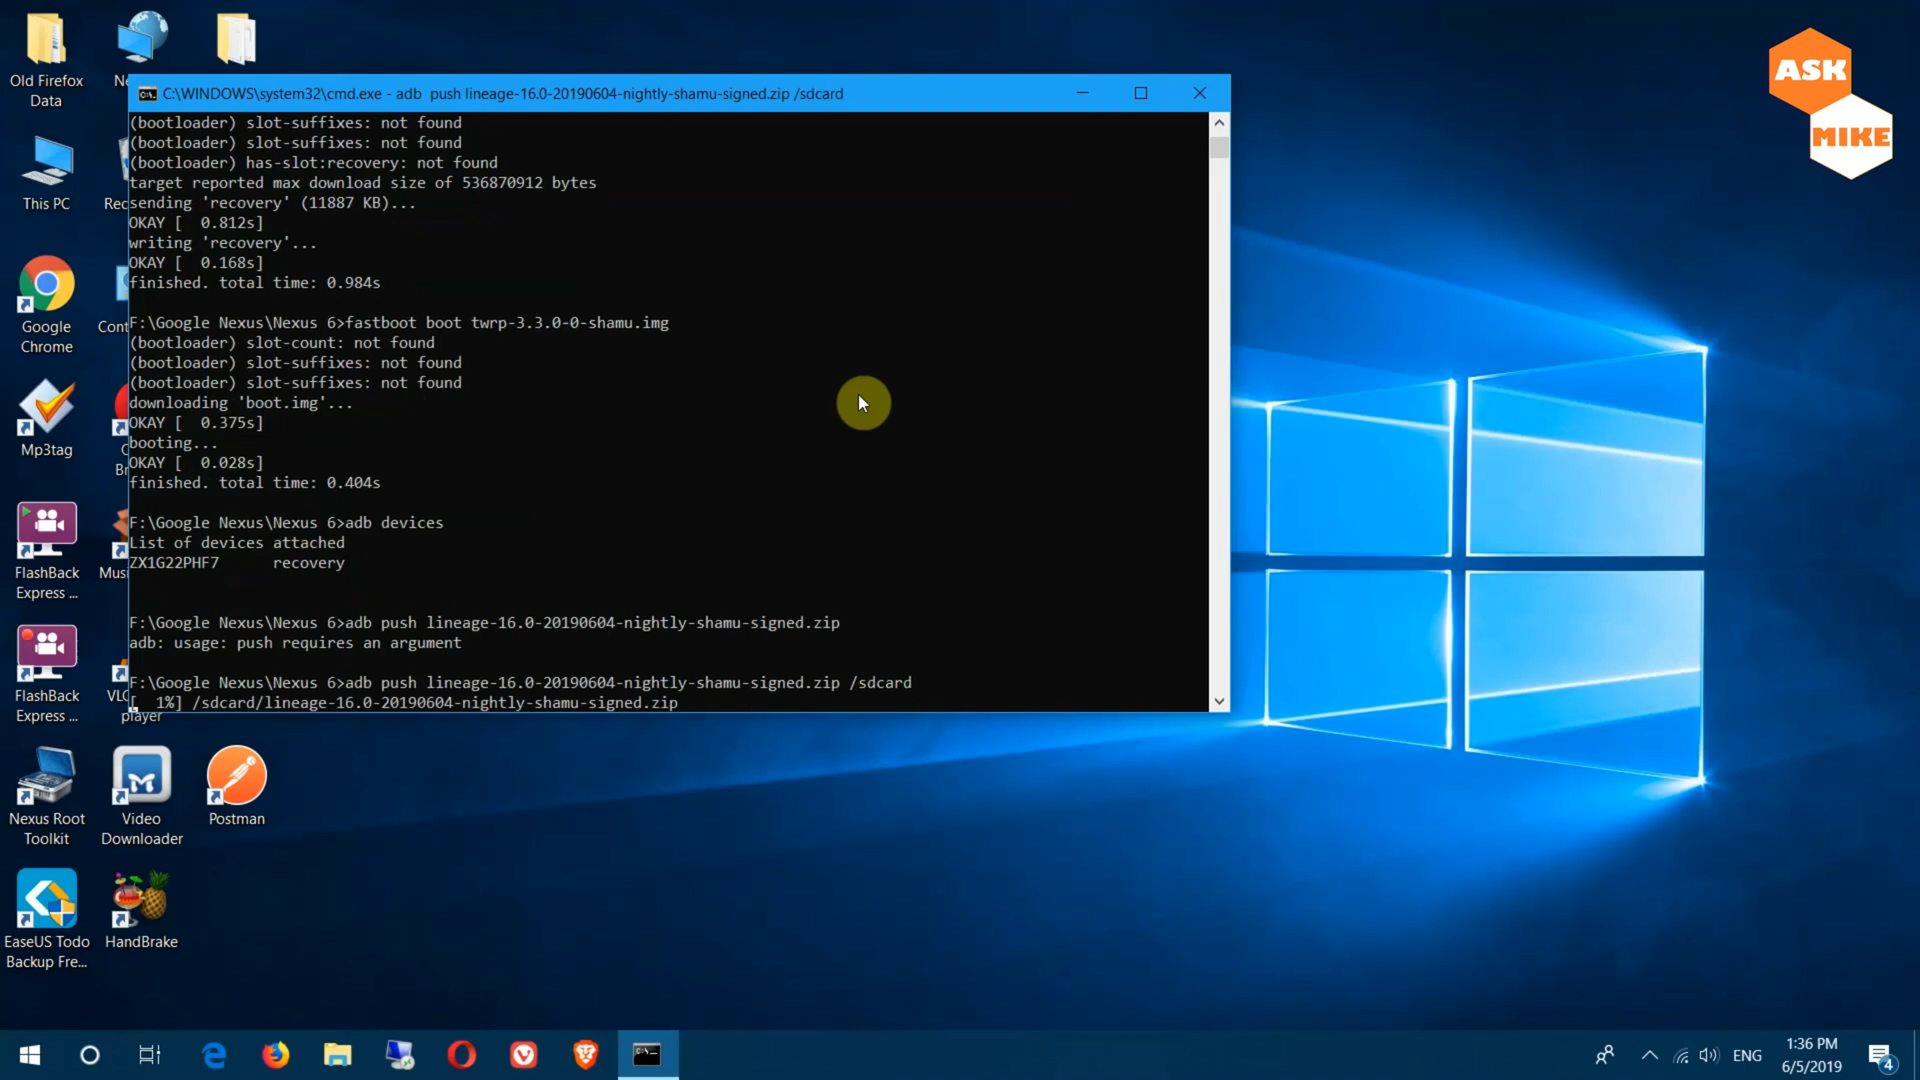 C:\WINDOWS\system32\cmd.exe - adb  push lineage-16.0-20190604-nightly-shamu-signed.zip /sdcard
(bootloader) slot-suffixes: not found
(bootloader) slot-suffixes: not found
(bootloader) has-slot:recovery: not found
target reported max download size of 536870912 bytes
sending 'recovery' (11887 KB)...
OKAY [  0.812s]
writing 'recovery'...
OKAY [  0.168s]
finished. total time: 0.984s
F:\Google Nexus\Nexus 6>fastboot boot twrp-3.3.0-0-shamu.img
(bootloader) slot-count: not found
(bootloader) slot-suffixes: not found
(bootloader) slot-suffixes: not found
downloading 'boot.img'...
OKAY [  0.375s]
booting...
OKAY [  0.028s]
finished. total time: 0.404s
F:\Google Nexus\Nexus 6>adb devices
List of devices attached
ZX1G22PHF7      recovery
F:\Google Nexus\Nexus 6>adb push lineage-16.0-20190604-nightly-shamu-signed.zip
adb: usage: push requires an argument
F:\Google Nexus\Nexus 6>adb push lineage-16.0-20190604-nightly-shamu-signed.zip /sdcard
[  1%] /sdcard/lineage-16.0-20190604-nightly-shamu-signed.zip
Old Firefox
Data
This PC
Google
Chrome
Mp3tag
FlashBack
Express ...
FlashBack
Express ...
player
Nexus Root
Toolkit
Video
Downloader
Postman
EaseUS Todo
Backup Fre...
HandBrake
ASK
MIKE
ENG
1:36 PM
6/5/2019
4